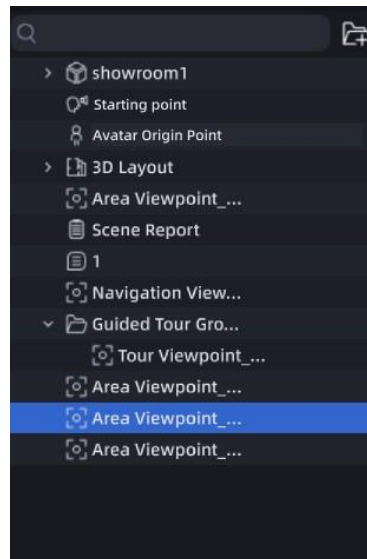 showroom1
Starting point
Avatar Origin Point
3D Layout
Area Viewpoint_...
Scene Report
1
Navigation View...
Guided Tour Gro...
Tour Viewpoint_...
Area Viewpoint_...
Area Viewpoint_...
Area Viewpoint_...